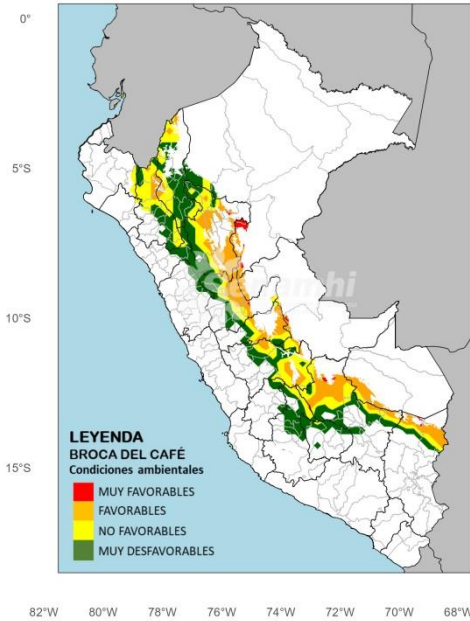 0°
5°S
10°S
15°S
Senamhi
LEYENDA
BROCA DEL CAFÉ
Condiciones ambientales
MUY FAVORABLES
FAVORABLES
NO FAVORABLES
MUY DESFAVORABLES
82°W 80°W 78°W 76°W 74°W 72°W 70°W 68°W